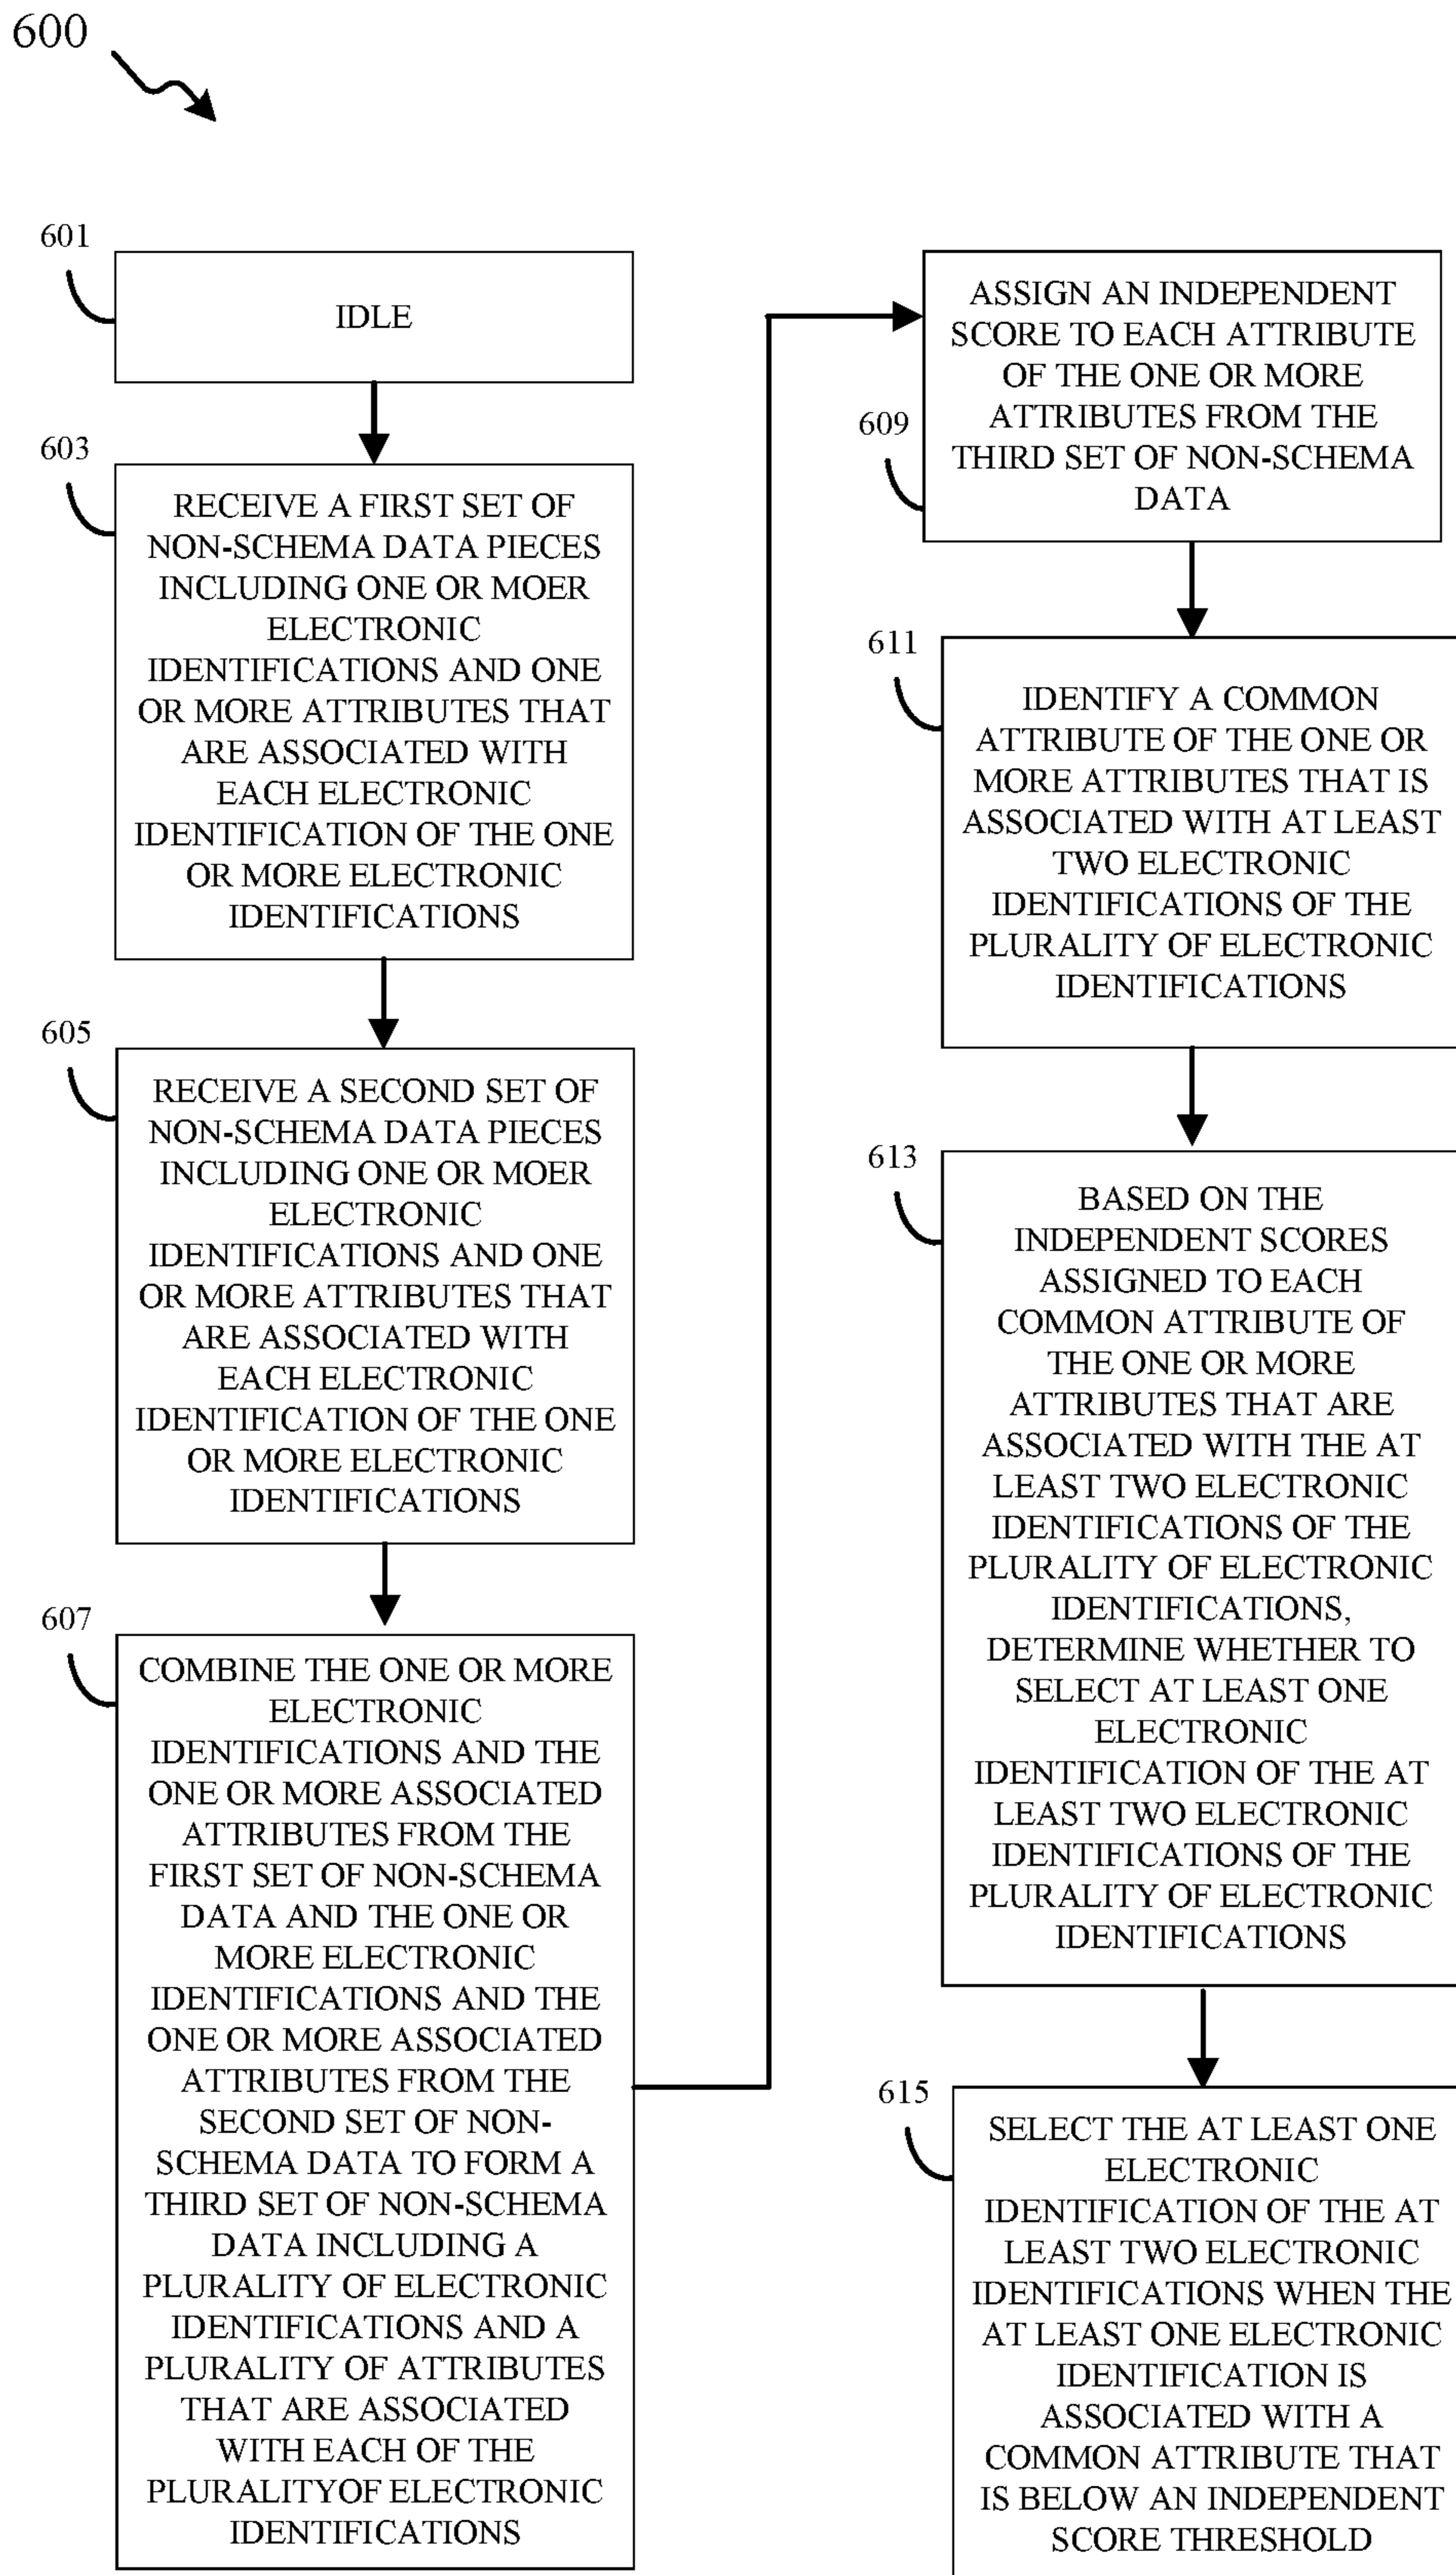 600
601
IDLE
603
RECEIVE A FIRST SET OF
NON-SCHEMA DATA PIECES
INCLUDING ONE OR MOER
ELECTRONIC
IDENTIFICATIONS AND ONE
OR MORE ATTRIBUTES THAT
ARE ASSOCIATED WITH
EACH ELECTRONIC
IDENTIFICATION OF THE ONE
OR MORE ELECTRONIC
IDENTIFICATIONS
605
RECEIVE A SECOND SET OF
NON-SCHEMA DATA PIECES
INCLUDING ONE OR MOER
ELECTRONIC
IDENTIFICATIONS AND ONE
OR MORE ATTRIBUTES THAT
ARE ASSOCIATED WITH
EACH ELECTRONIC
IDENTIFICATION OF THE ONE
OR MORE ELECTRONIC
IDENTIFICATIONS
607
COMBINE THE ONE OR MORE
ELECTRONIC
IDENTIFICATIONS AND THE
ONE OR MORE ASSOCIATED
ATTRIBUTES FROM THE
FIRST SET OF NON-SCHEMA
DATA AND THE ONE OR
MORE ELECTRONIC
IDENTIFICATIONS AND THE
ONE OR MORE ASSOCIATED
ATTRIBUTES FROM THE
SECOND SET OF NON-
SCHEMA DATA TO FORM A
THIRD SET OF NON-SCHEMA
DATA INCLUDING A
PLURALITY OF ELECTRONIC
IDENTIFICATIONS AND A
PLURALITY OF ATTRIBUTES
THAT ARE ASSOCIATED
WITH EACH OF THE
PLURALITYOF ELECTRONIC
IDENTIFICATIONS
609
ASSIGN AN INDEPENDENT
SCORE TO EACH ATTRIBUTE
OF THE ONE OR MORE
ATTRIBUTES FROM THE
THIRD SET OF NON-SCHEMA
DATA
611
IDENTIFY A COMMON
ATTRIBUTE OF THE ONE OR
MORE ATTRIBUTES THAT IS
ASSOCIATED WITH AT LEAST
TWO ELECTRONIC
IDENTIFICATIONS OF THE
PLURALITY OF ELECTRONIC
IDENTIFICATIONS
613
BASED ON THE
INDEPENDENT SCORES
ASSIGNED TO EACH
COMMON ATTRIBUTE OF
THE ONE OR MORE
ATTRIBUTES THAT ARE
ASSOCIATED WITH THE AT
LEAST TWO ELECTRONIC
IDENTIFICATIONS OF THE
PLURALITY OF ELECTRONIC
IDENTIFICATIONS,
DETERMINE WHETHER TO
SELECT AT LEAST ONE
ELECTRONIC
IDENTIFICATION OF THE AT
LEAST TWO ELECTRONIC
IDENTIFICATIONS OF THE
PLURALITY OF ELECTRONIC
IDENTIFICATIONS
615
SELECT THE AT LEAST ONE
ELECTRONIC
IDENTIFICATION OF THE AT
LEAST TWO ELECTRONIC
IDENTIFICATIONS WHEN THE
AT LEAST ONE ELECTRONIC
IDENTIFICATION IS
ASSOCIATED WITH A
COMMON ATTRIBUTE THAT
IS BELOW AN INDEPENDENT
SCORE THRESHOLD